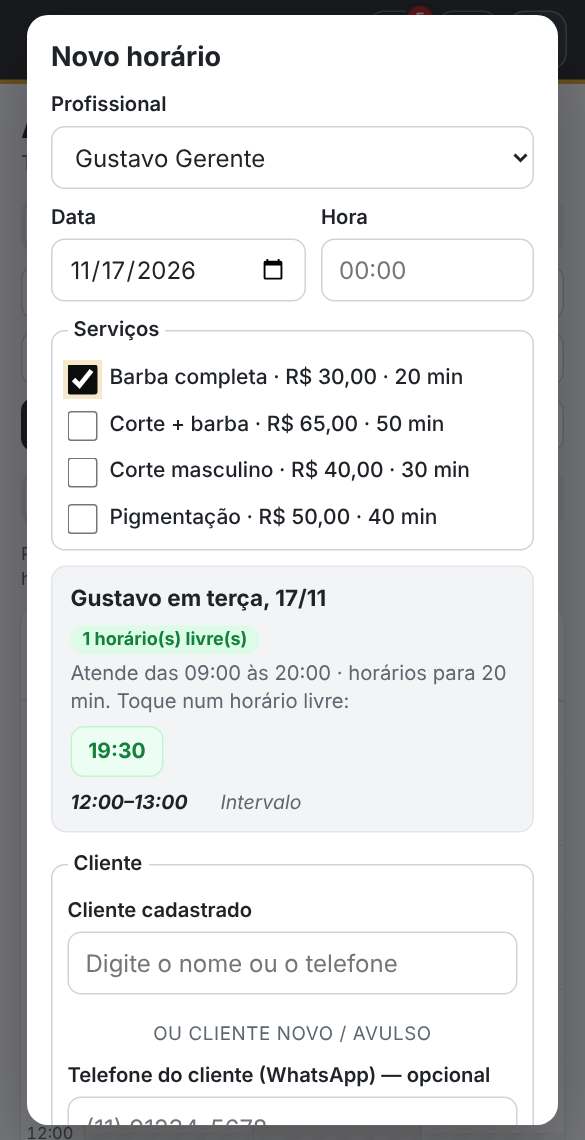 Novo horário
Profissional
Gustavo Gerente
Data
Hora
11/17/2026
00:00
Serviços
Barba completa · R$ 30,00 · 20 min
Corte + barba · R$ 65,00 · 50 min
Corte masculino · R$ 40,00 · 30 min
Pigmentação · R$ 50,00 · 40 min
Gustavo em terça, 17/11
1 horário(s) livre(s)
Atende das 09:00 às 20:00 · horários para 20
min. Toque num horário livre:
19:30
12:00–13:00 Intervalo
Cliente
Cliente cadastrado
Digite o nome ou o telefone
OU CLIENTE NOVO / AVULSO
Telefone do cliente (WhatsApp) — opcional
12:00